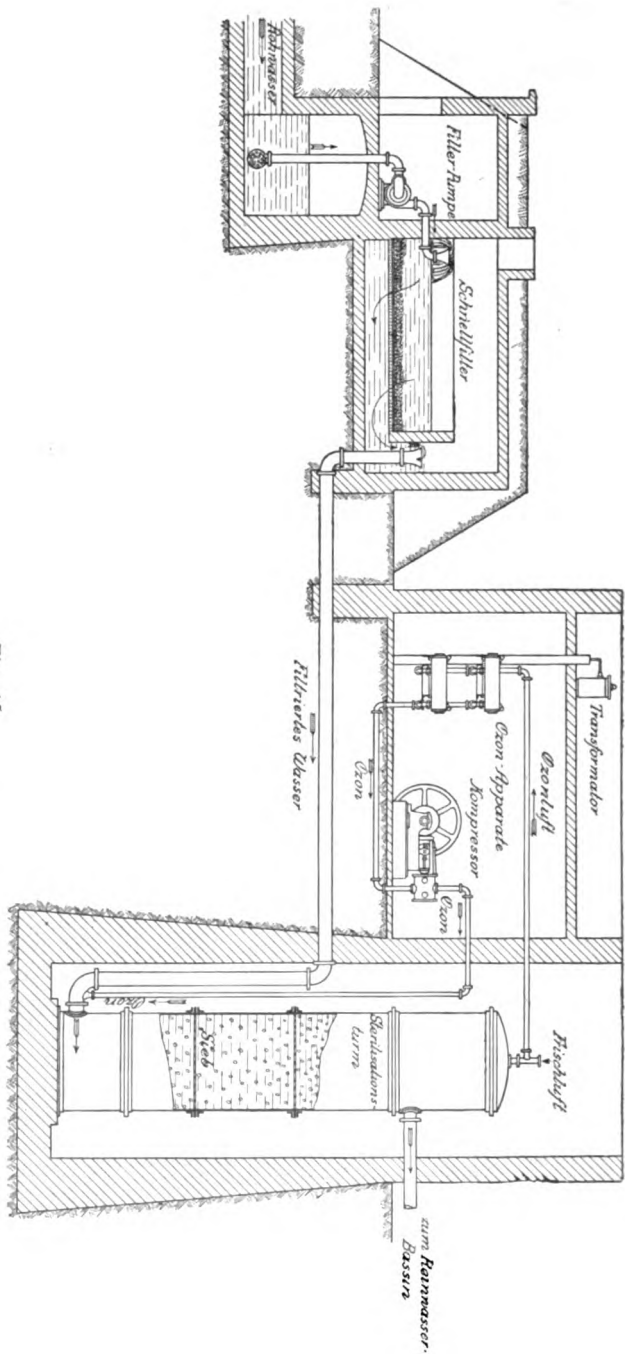 Rohwasser
Filter Pumpe
Schnellfilter
Filtriertes Wasser
Transformator
Ozonluft
Ozon-Apparate
Kompressor
Ozon
Ozon
Ozon
Frischluft
Sterilisations-
turm
Sieb
zum Reinwasser-
Bassin